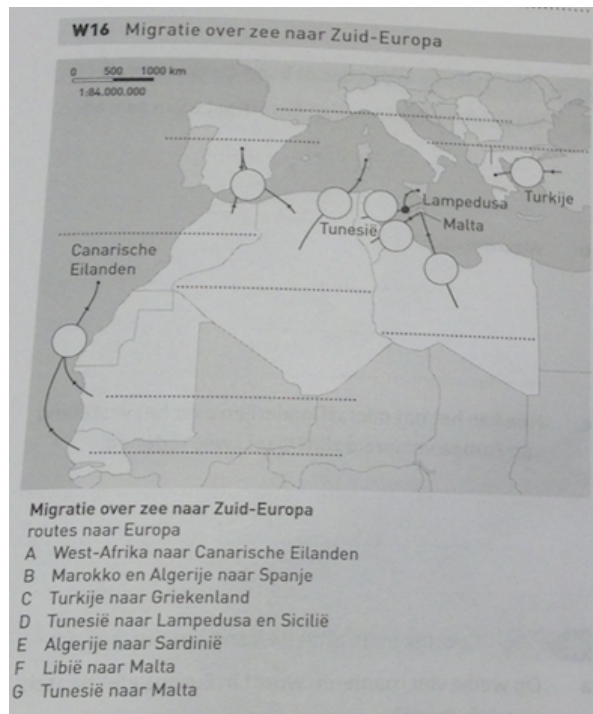 W16 Migratie over zee naar Zuid-Europa
0 500 1000 km
1:84.000.000
Lampedusa
Turkije
Tunesië
Malta
Canarische
Eilanden
Migratie over zee naar Zuid-Europa
routes naar Europa
A West-Afrika naar Canarische Eilanden
B Marokko en Algerije naar Spanje
C Turkije naar Griekenland
D Tunesië naar Lampedusa en Sicilië
E Algerije naar Sardinië
F Libië naar Malta
G Tunesië naar Malta